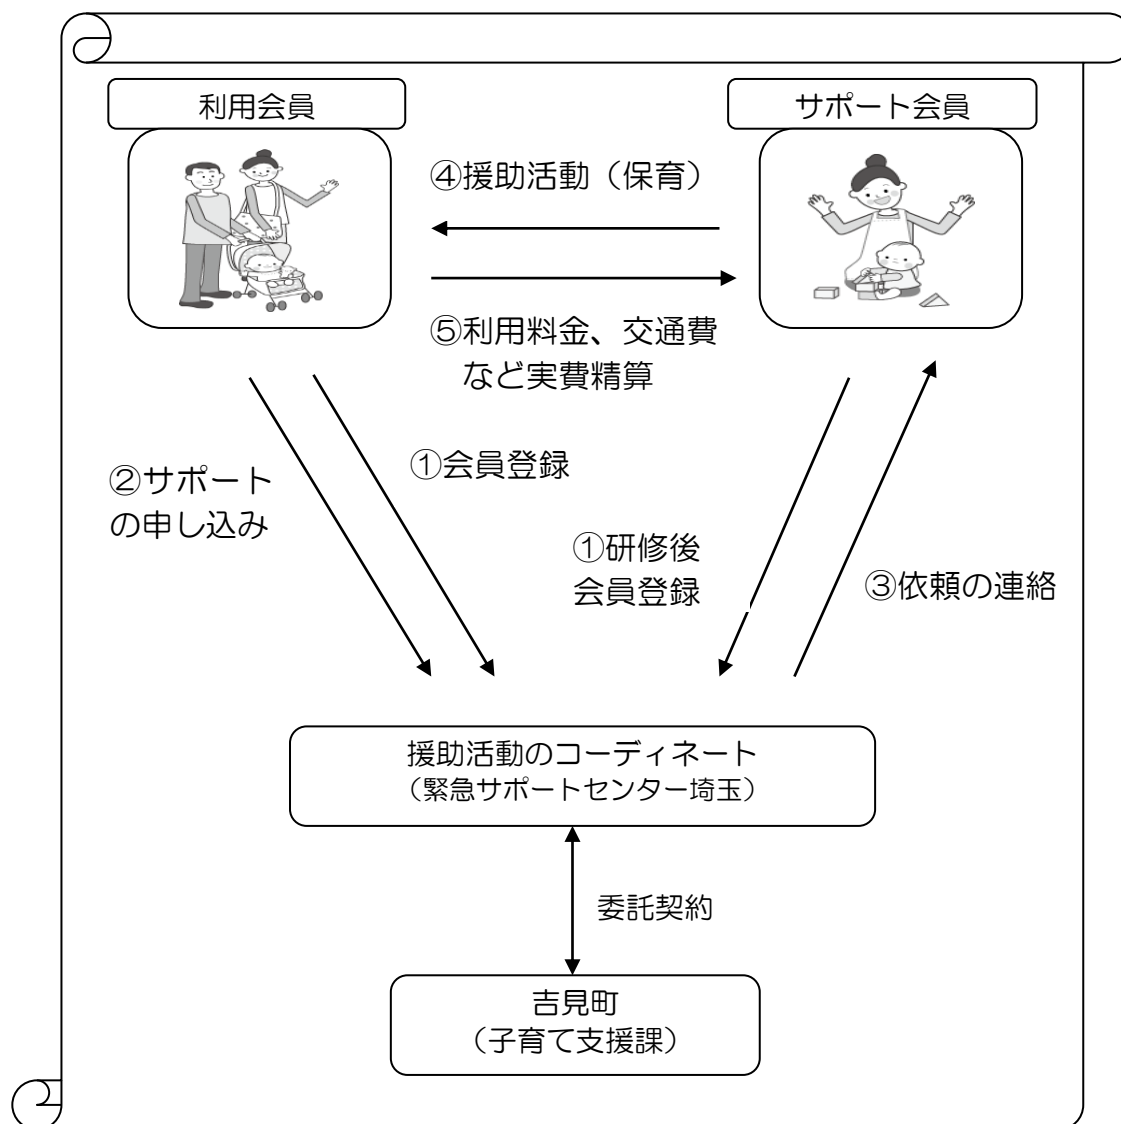 利用会員
サポート会員
④援助活動（保育）
⑤利用料金、交通費
など実費精算
②サポート
の申し込み
①会員登録
①研修後
会員登録
③依頼の連絡
援助活動のコーディネート
（緊急サポートセンター埼玉）
委託契約
吉見町
（子育て支援課）